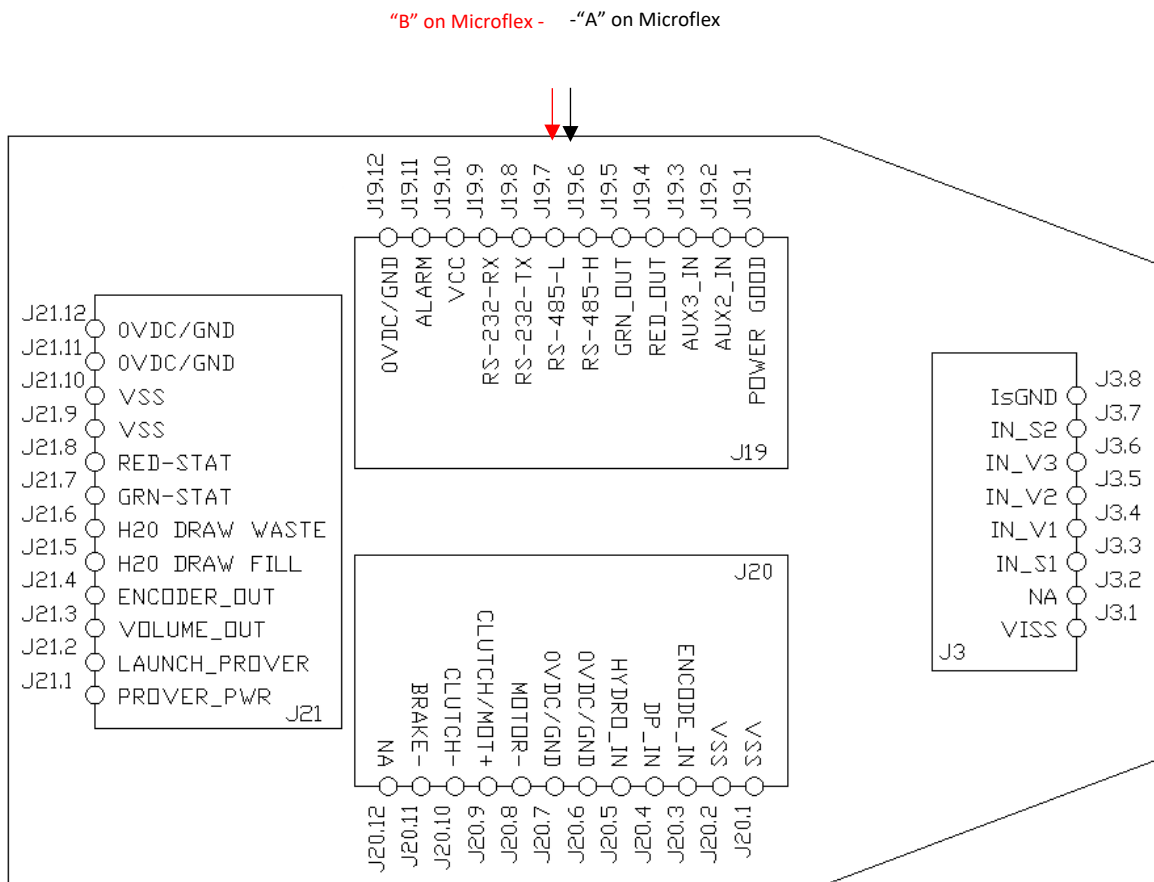 “B” on Microflex -
-“A” on Microflex
J19.12
J19.11
J19.10
J19.9
J19.8
J19.7
J19.6
J19.5
J19.4
J19.3
J19.2
J19.1
0VDC/GND
ALARM
VCC
RS-232-RX
RS-232-TX
RS-485-L
RS-485-H
GRN_OUT
RED_OUT
AUX3_IN
AUX2_IN
POWER GOOD
J19
J21.12
0VDC/GND
J21.11
0VDC/GND
J21.10
VSS
J21.9
VSS
J21.8
RED-STAT
J21.7
GRN-STAT
J21.6
H20 DRAW WASTE
J21.5
H20 DRAW FILL
J21.4
ENCODER_OUT
J21.3
VOLUME_OUT
J21.2
LAUNCH_PROVER
J21.1
PROVER_PWR
J21
J3.8
IsGND
J3.7
IN_S2
J3.6
IN_V3
J3.5
IN_V2
J3.4
IN_V1
J3.3
IN_S1
J3.2
NA
J3.1
VISS
J3
J20
NA
BRAKE-
CLUTCH-
CLUTCH/MOT+
MOTOR-
0VDC/GND
0VDC/GND
HYDRO_IN
DP_IN
ENCODE_IN
VSS
VSS
J20.12
J20.11
J20.10
J20.9
J20.8
J20.7
J20.6
J20.5
J20.4
J20.3
J20.2
J20.1